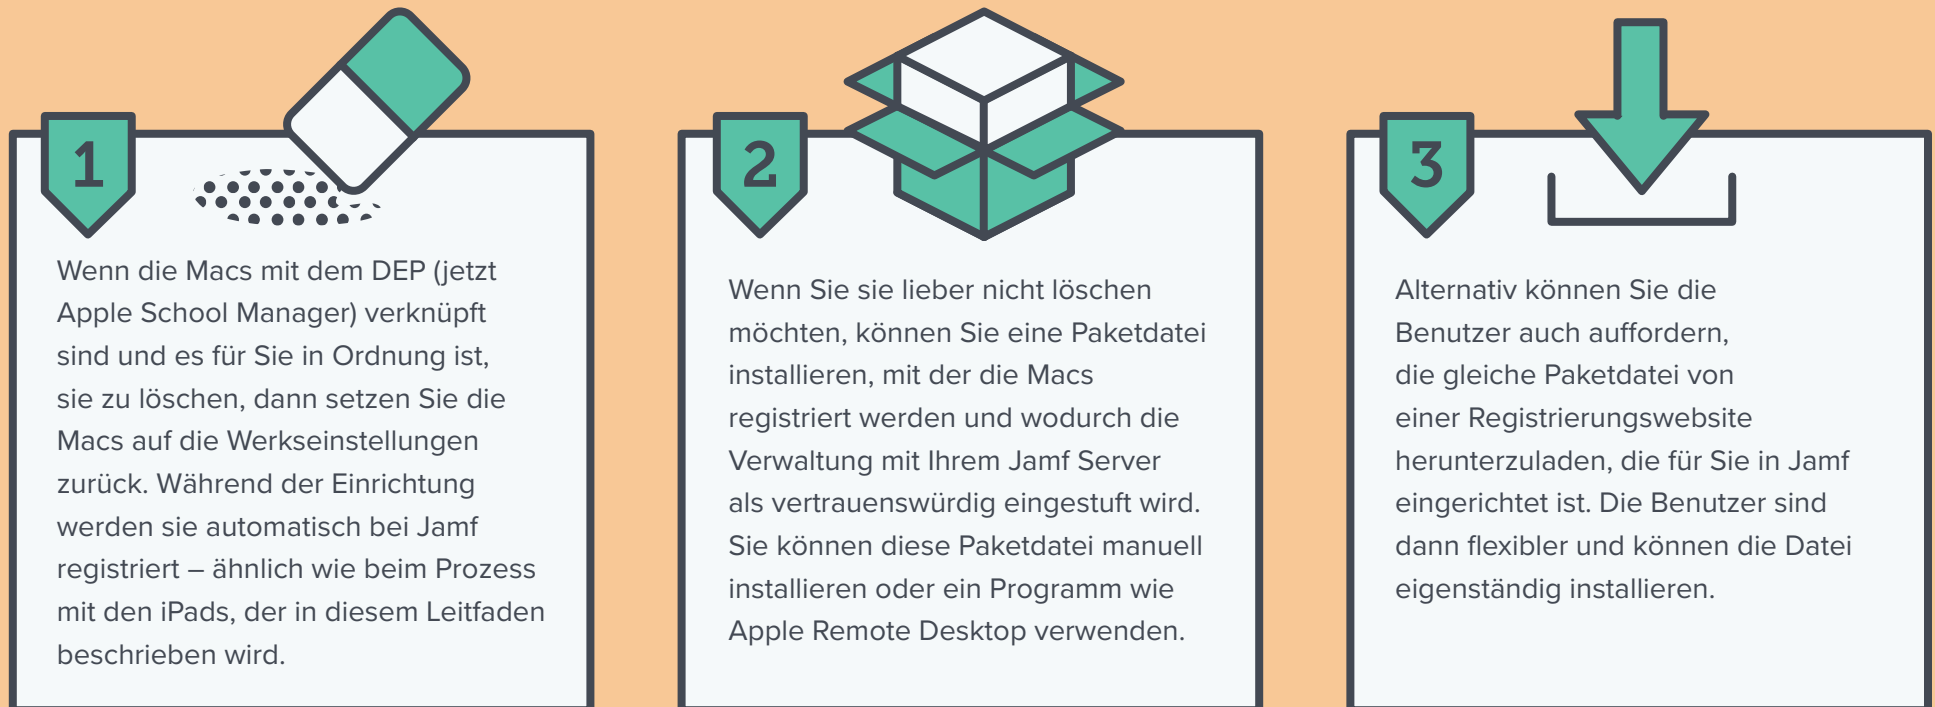 1
Wenn die Macs mit dem DEP (jetzt
Apple School Manager) verknüpft
sind und es für Sie in Ordnung ist,
sie zu löschen, dann setzen Sie die
Macs auf die Werkseinstellungen
zurück. Während der Einrichtung
werden sie automatisch bei Jamf
registriert – ähnlich wie beim Prozess
mit den iPads, der in diesem Leitfaden
beschrieben wird.
2
Wenn Sie sie lieber nicht löschen
möchten, können Sie eine Paketdatei
installieren, mit der die Macs
registriert werden und wodurch die
Verwaltung mit Ihrem Jamf Server
als vertrauenswürdig eingestuft wird.
Sie können diese Paketdatei manuell
installieren oder ein Programm wie
Apple Remote Desktop verwenden.
3
Alternativ können Sie die
Benutzer auch auffordern,
die gleiche Paketdatei von
einer Registrierungswebsite
herunterzuladen, die für Sie in Jamf
eingerichtet ist. Die Benutzer sind
dann flexibler und können die Datei
eigenständig installieren.